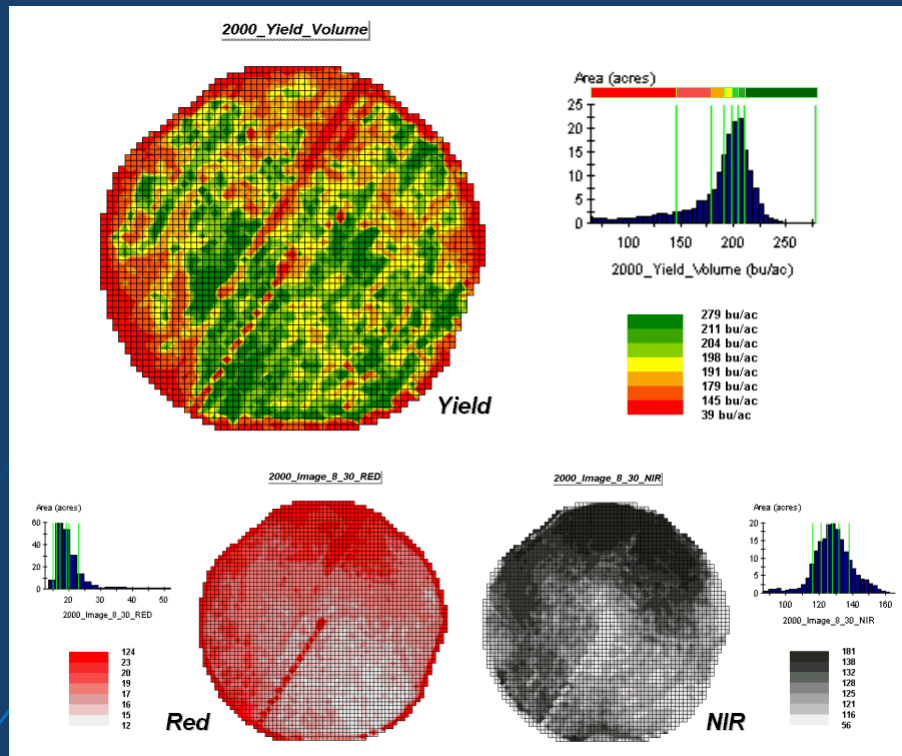 2000_Yield_Volume
Area (acres)
25
20
15
10
5
0
100 150 200 250
2000_Yield_Volume (bu/ac)
279 bu/ac
211 bu/ac
204 bu/ac
198 bu/ac
191 bu/ac
179 bu/ac
145 bu/ac
39 bu/ac
Yield
2000_Image_8_30_RED
Area (acres)
60
40
20
0
20 30 40 50
2000_Image_8_30_RED
124
23
20
19
17
16
15
12
Red
2000_Image_8_30_NIR
Area (acres)
20
15
10
5
0
100 120 140 160
2000_Image_8_30_NIR
181
138
132
128
125
121
116
56
NIR